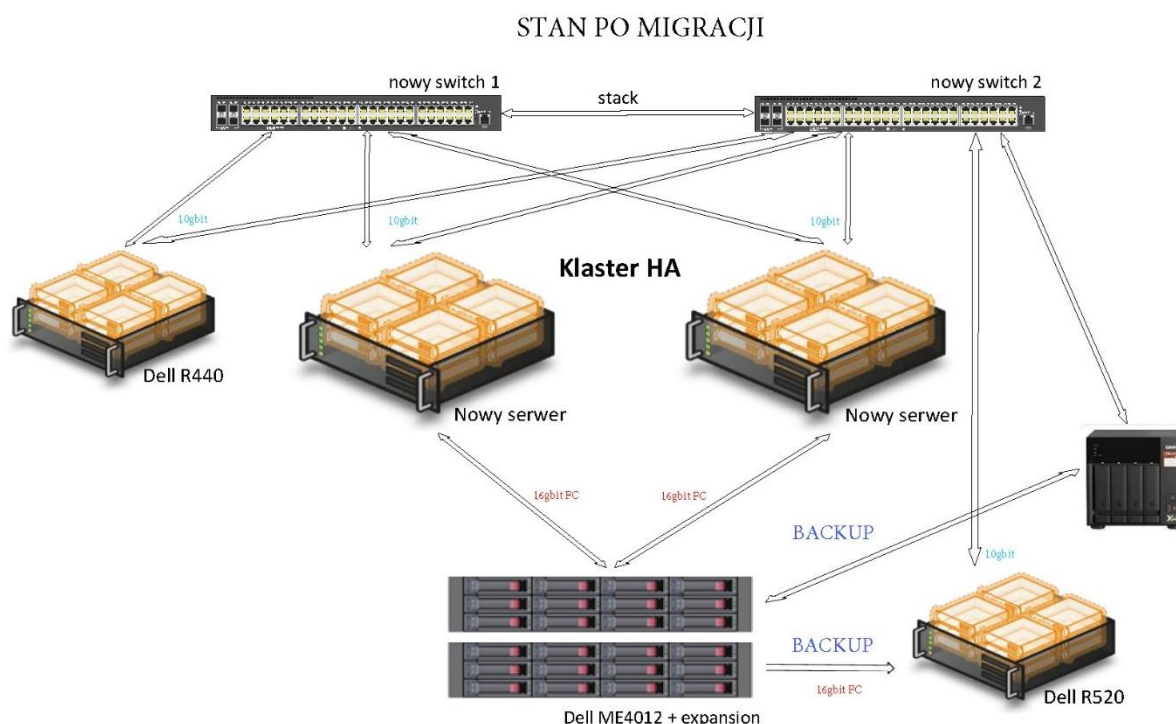 STAN PO MIGRACJI
nowy switch 1
nowy switch 2
stack
10gbit
10gbit
10gbit
Klaster HA
Dell R440
Nowy serwer
Nowy serwer
16gbit FC
16gbit FC
BACKUP
10gbit
BACKUP
16gbit FC
Dell R520
Dell ME4012 + expansion